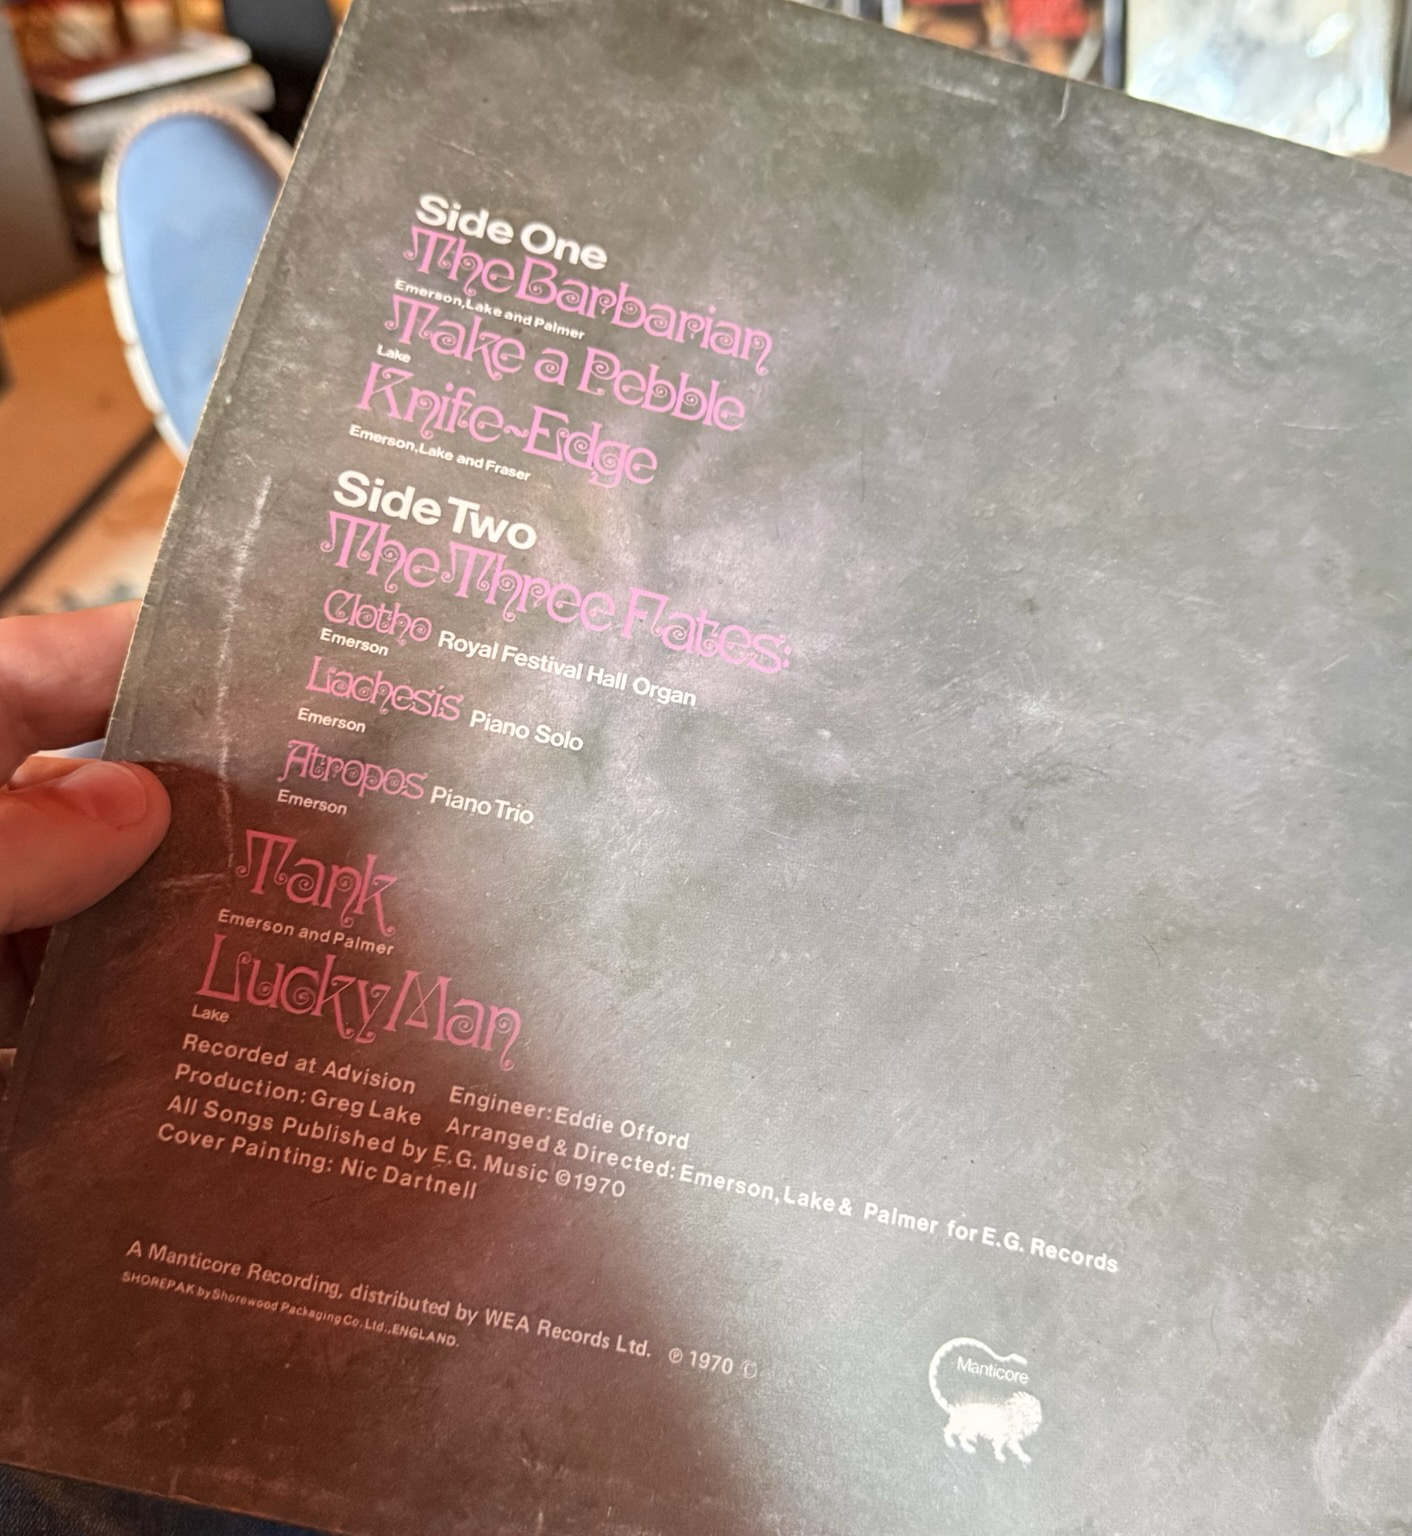 Side One
The Barbarian
Emerson, Lake and Palmer
Take a Pebble
Lake
Knife~Edge
Emerson, Lake and Fraser
Side Two
The Three Fates:
Clotho Royal Festival Hall Organ
Emerson
Lachesis Piano Solo
Emerson
Atropos Piano Trio
Emerson
Tank
Emerson and Palmer
Lucky Man
Lake
Recorded at Advision Engineer: Eddie Offord
Production: Greg Lake Arranged & Directed: Emerson, Lake & Palmer for E.G. Records
All Songs Published by E.G. Music ©1970
Cover Painting: Nic Dartnell
A Manticore Recording, distributed by WEA Records Ltd. ℗ 1970 ©
SHOREPAK by Shorewood Packaging Co. Ltd., ENGLAND.
Manticore